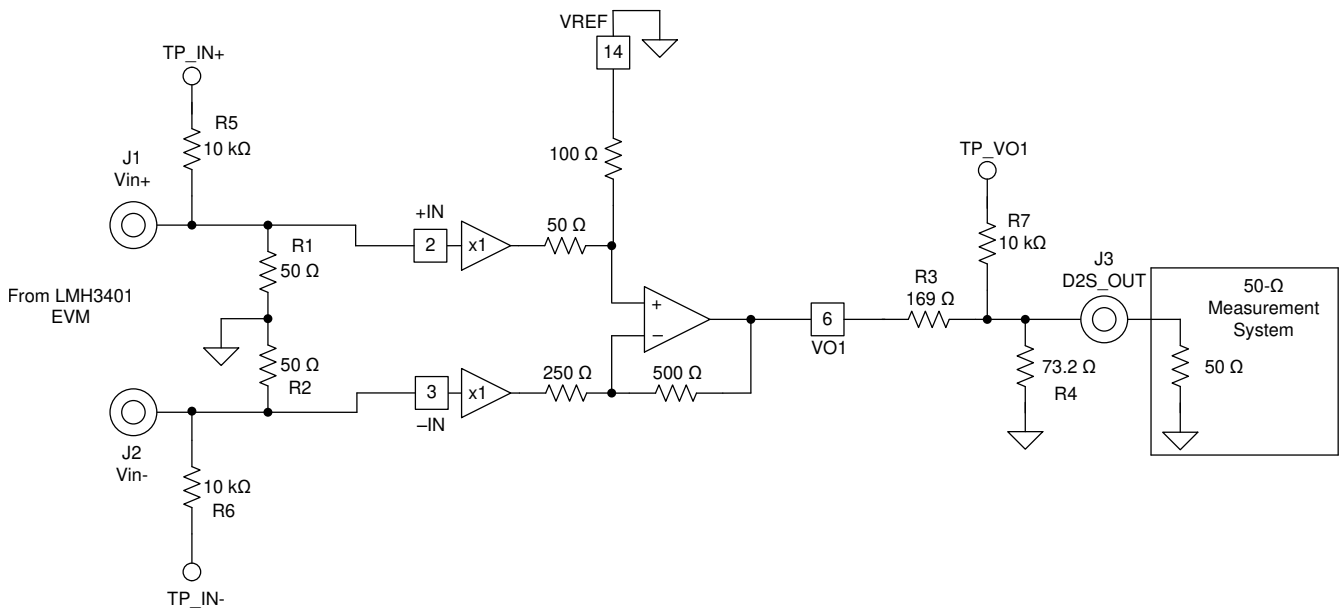 VREF
14
TP_IN+
R5
10 kΩ
J1
Vin+
100 Ω
TP_VO1
R7
10 kΩ
+IN
2
x1
50 Ω
R1
50 Ω
From LMH3401
EVM
+
−
6
VO1
R3
169 Ω
J3
D2S_OUT
50-Ω
Measurement
System
50 Ω
50 Ω
R2
3
–IN
x1
250 Ω
500 Ω
73.2 Ω
R4
J2
Vin-
10 kΩ
R6
TP_IN-